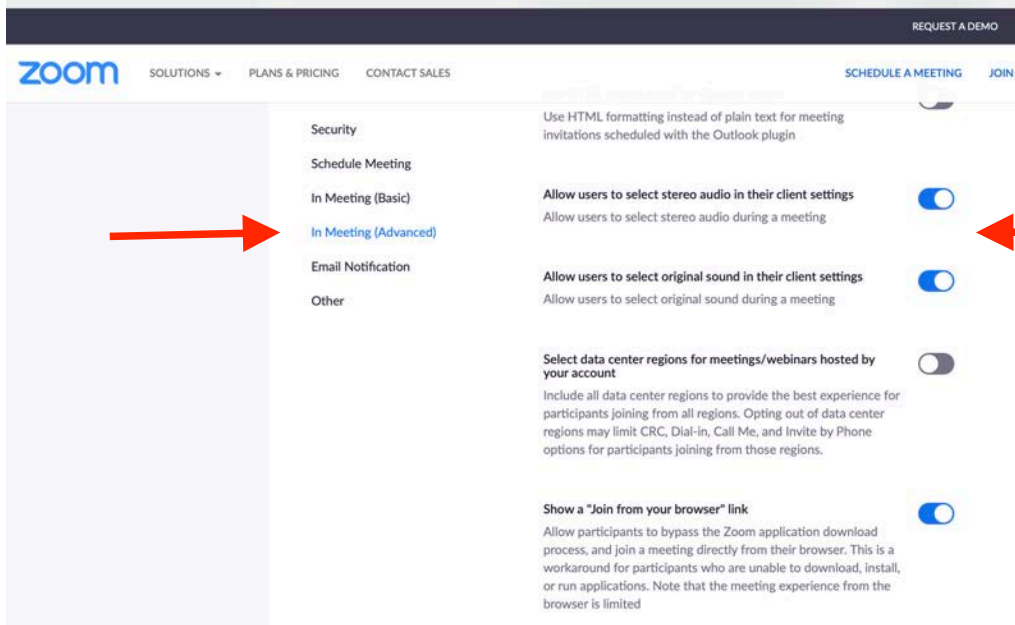 REQUEST A DEMO
zoom SOLUTIONS PLANS & PRICING CONTACT SALES SCHEDULE A MEETING JOIN
Security
Schedule Meeting
In Meeting (Basic)
In Meeting (Advanced)
Email Notification
Other
Use HTML formatting instead of plain text for meeting
invitations scheduled with the Outlook plugin
Allow users to select stereo audio in their client settings
Allow users to select stereo audio during a meeting
Allow users to select original sound in their client settings
Allow users to select original sound during a meeting
Select data center regions for meetings/webinars hosted by
your account
Include all data center regions to provide the best experience for
participants joining from all regions. Opting out of data center
regions may limit CRC, Dial-in, Call Me, and Invite by Phone
options for participants joining from those regions.
Show a "Join from your browser" link
Allow participants to bypass the Zoom application download
process, and join a meeting directly from their browser. This is a
workaround for participants who are unable to download, install,
or run applications. Note that the meeting experience from the
browser is limited